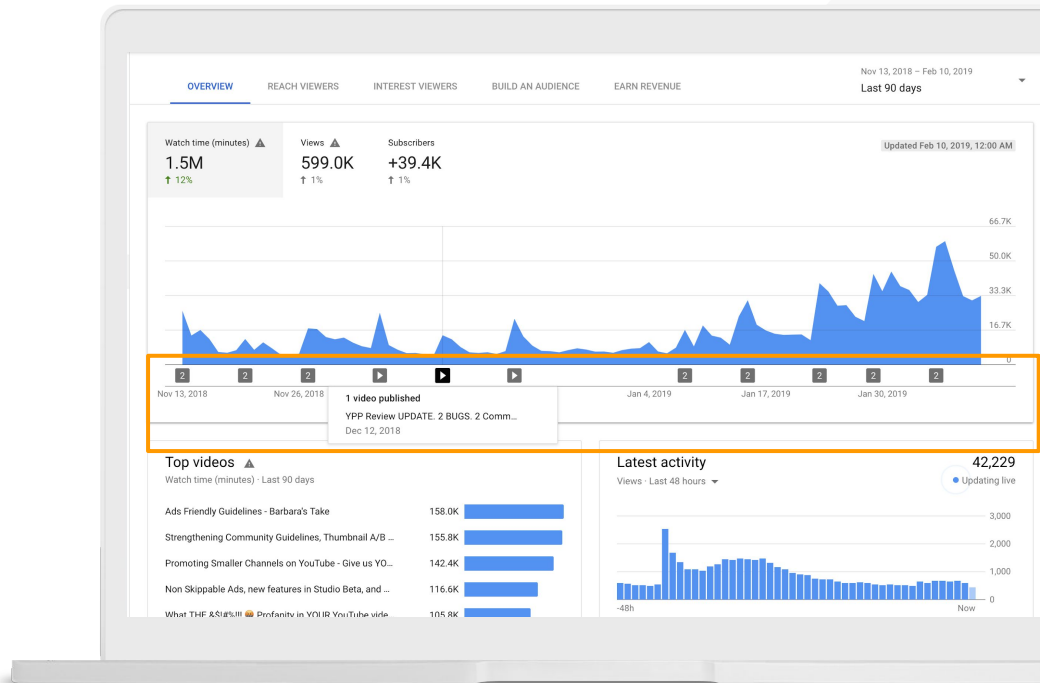 OVERVIEW REACH VIEWERS INTEREST VIEWERS BUILD AN AUDIENCE EARN REVENUE
Nov 13, 2018 – Feb 10, 2019
Last 90 days
Watch time (minutes) Views Subscribers
1.5M 599.0K +39.4K
↑ 12% ↑ 1% ↑ 1%
Updated Feb 10, 2019, 12:00 AM
66.7K
50.0K
33.3K
16.7K
0
2 2 2 2 2 2 2 2
Nov 13, 2018 Nov 26, 2018 Jan 4, 2019 Jan 17, 2019 Jan 30, 2019
1 video published
YPP Review UPDATE. 2 BUGS. 2 Comm...
Dec 12, 2018
Top videos
Watch time (minutes) · Last 90 days
Ads Friendly Guidelines - Barbara's Take 158.0K
Strengthening Community Guidelines, Thumbnail A/B ... 155.8K
Promoting Smaller Channels on YouTube - Give us YO... 142.4K
Non Skippable Ads, new features in Studio Beta, and ... 116.6K
What THE &$!#%!!! 🤬 Profanity in YOUR YouTube vide... 105.8K
Latest activity 42,229
Views · Last 48 hours Updating live
3,000
2,000
1,000
0
-48h Now